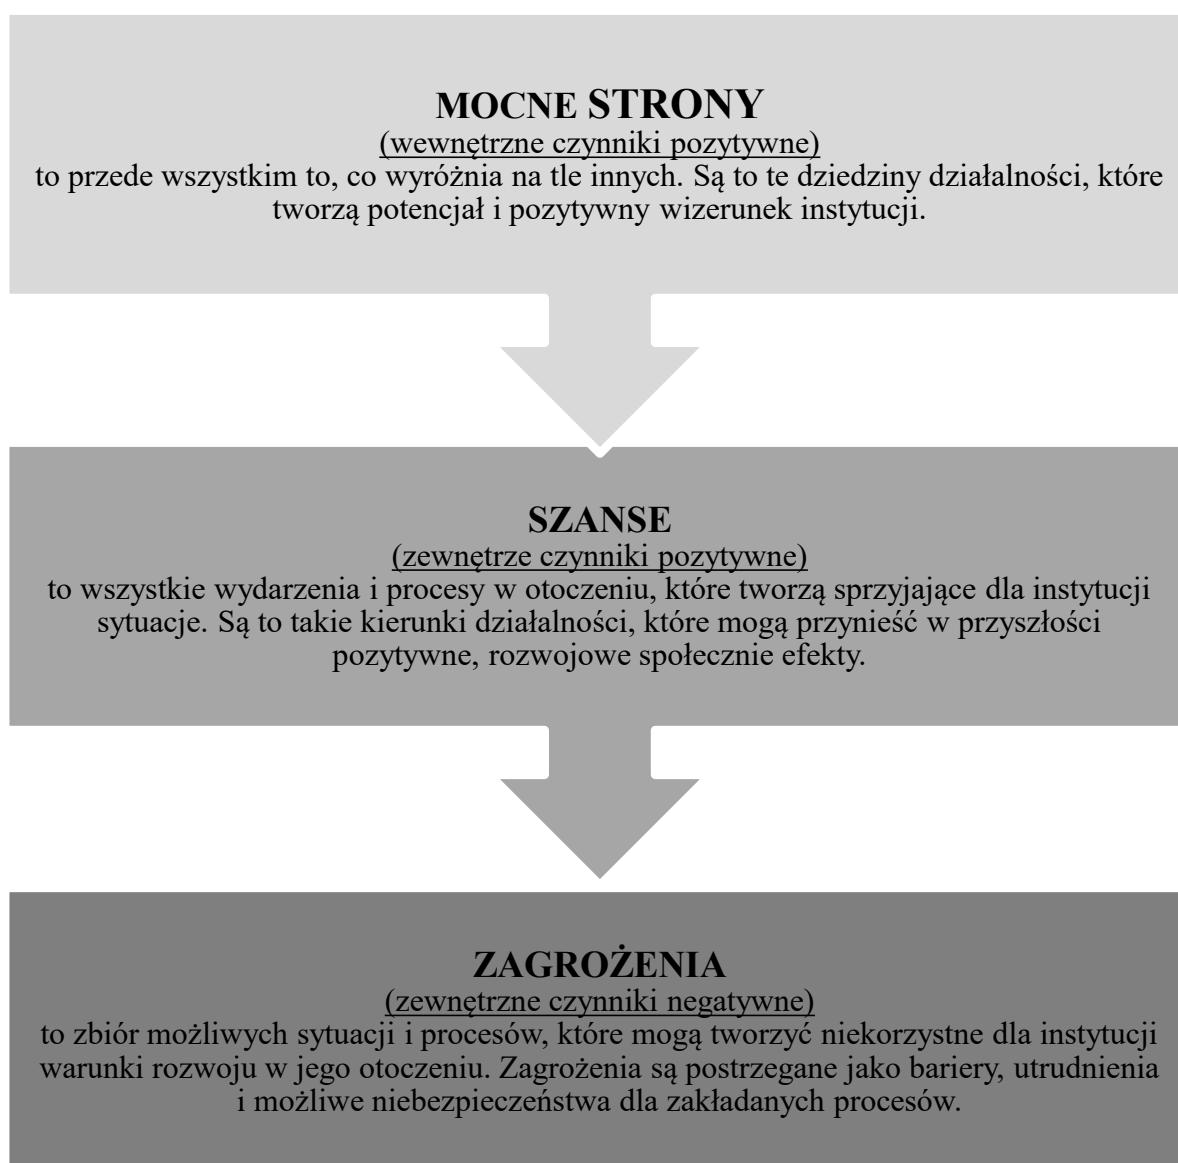 MOCNE STRONY
(wewnętrzne czynniki pozytywne)
to przede wszystkim to, co wyróżnia na tle innych. Są to te dziedziny działalności, które
tworzą potencjał i pozytywny wizerunek instytucji.
SZANSE
(zewnętrze czynniki pozytywne)
to wszystkie wydarzenia i procesy w otoczeniu, które tworzą sprzyjające dla instytucji
sytuacje. Są to takie kierunki działalności, które mogą przynieść w przyszłości
pozytywne, rozwojowe społecznie efekty.
ZAGROŻENIA
(zewnętrzne czynniki negatywne)
to zbiór możliwych sytuacji i procesów, które mogą tworzyć niekorzystne dla instytucji
warunki rozwoju w jego otoczeniu. Zagrożenia są postrzegane jako bariery, utrudnienia
i możliwe niebezpieczeństwa dla zakładanych procesów.